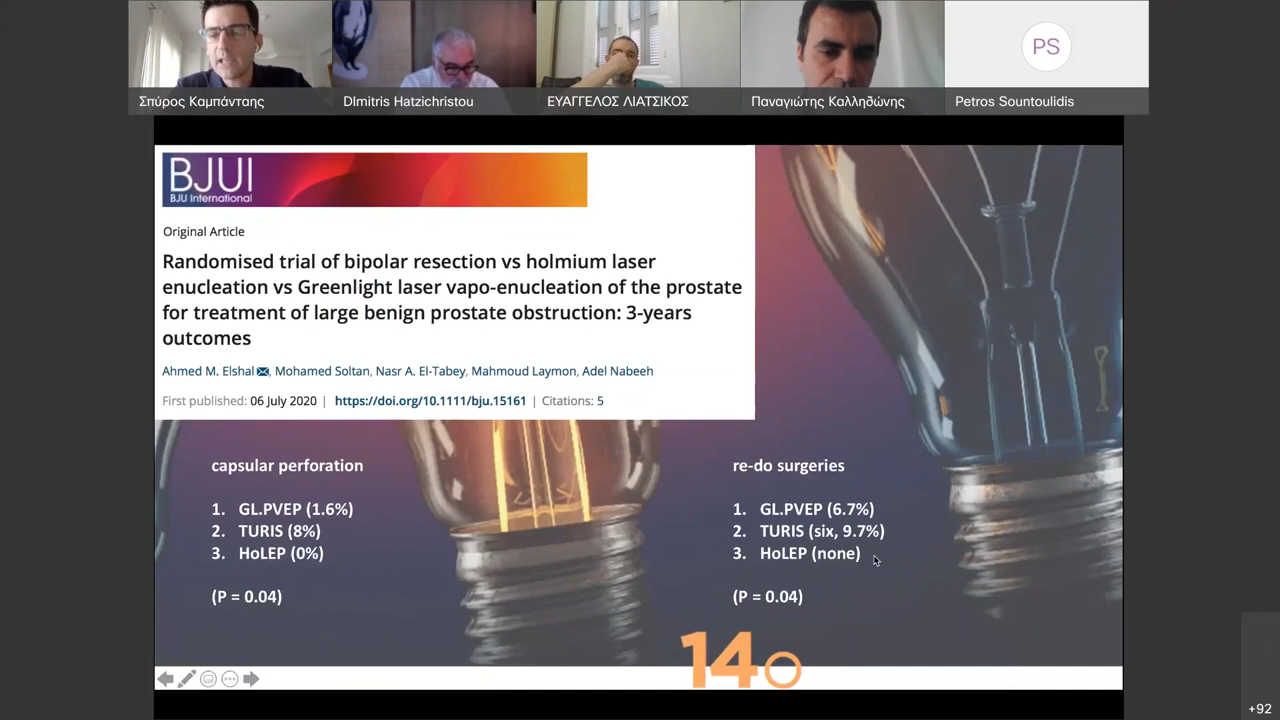 Σπύρος Καμπάνταης
DImitris Hatzichristou
ΕΥΑΓΓΕΛΟΣ ΛΙΑΤΣΙΚΟΣ
Παναγιώτης Καλληδώνης
PS
Petros Sountoulidis
BJUI
BJU International
Original Article
Randomised trial of bipolar resection vs holmium laser
enucleation vs Greenlight laser vapo-enucleation of the prostate
for treatment of large benign prostate obstruction: 3-years
outcomes
Ahmed M. Elshal, Mohamed Soltan, Nasr A. El-Tabey, Mahmoud Laymon, Adel Nabeeh
First published: 06 July 2020 | https://doi.org/10.1111/bju.15161 | Citations: 5
capsular perforation
1. GL.PVEP (1.6%)
2. TURIS (8%)
3. HoLEP (0%)
(P = 0.04)
re-do surgeries
1. GL.PVEP (6.7%)
2. TURIS (six, 9.7%)
3. HoLEP (none)
(P = 0.04)
14ο
+92